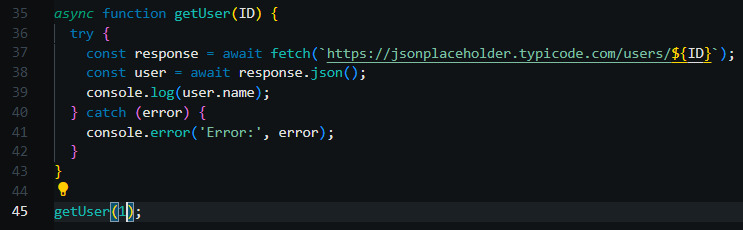 35 async function getUser(ID) {
36   try {
37     const response = await fetch(`https://jsonplaceholder.typicode.com/users/${ID}`);
38     const user = await response.json();
39     console.log(user.name);
40   } catch (error) {
41     console.error('Error:', error);
42   }
43 }
44
45 getUser(1);